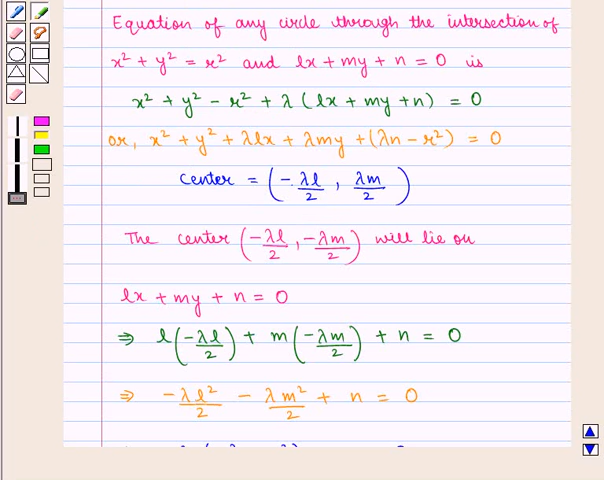 Equation of any circle through the intersection of
x² + y² = r² and lx + my + n = 0 is
x² + y² - r² + λ (lx + my + n) = 0
or, x² + y² + λlx + λmy + (λn - r²) = 0
center = (-λl/2, λm/2)
The center (-λl/2, -λm/2) will lie on
lx + my + n = 0
⇒ l(-λl/2) + m(-λm/2) + n = 0
⇒ -λl²/2 - λm²/2 + n = 0